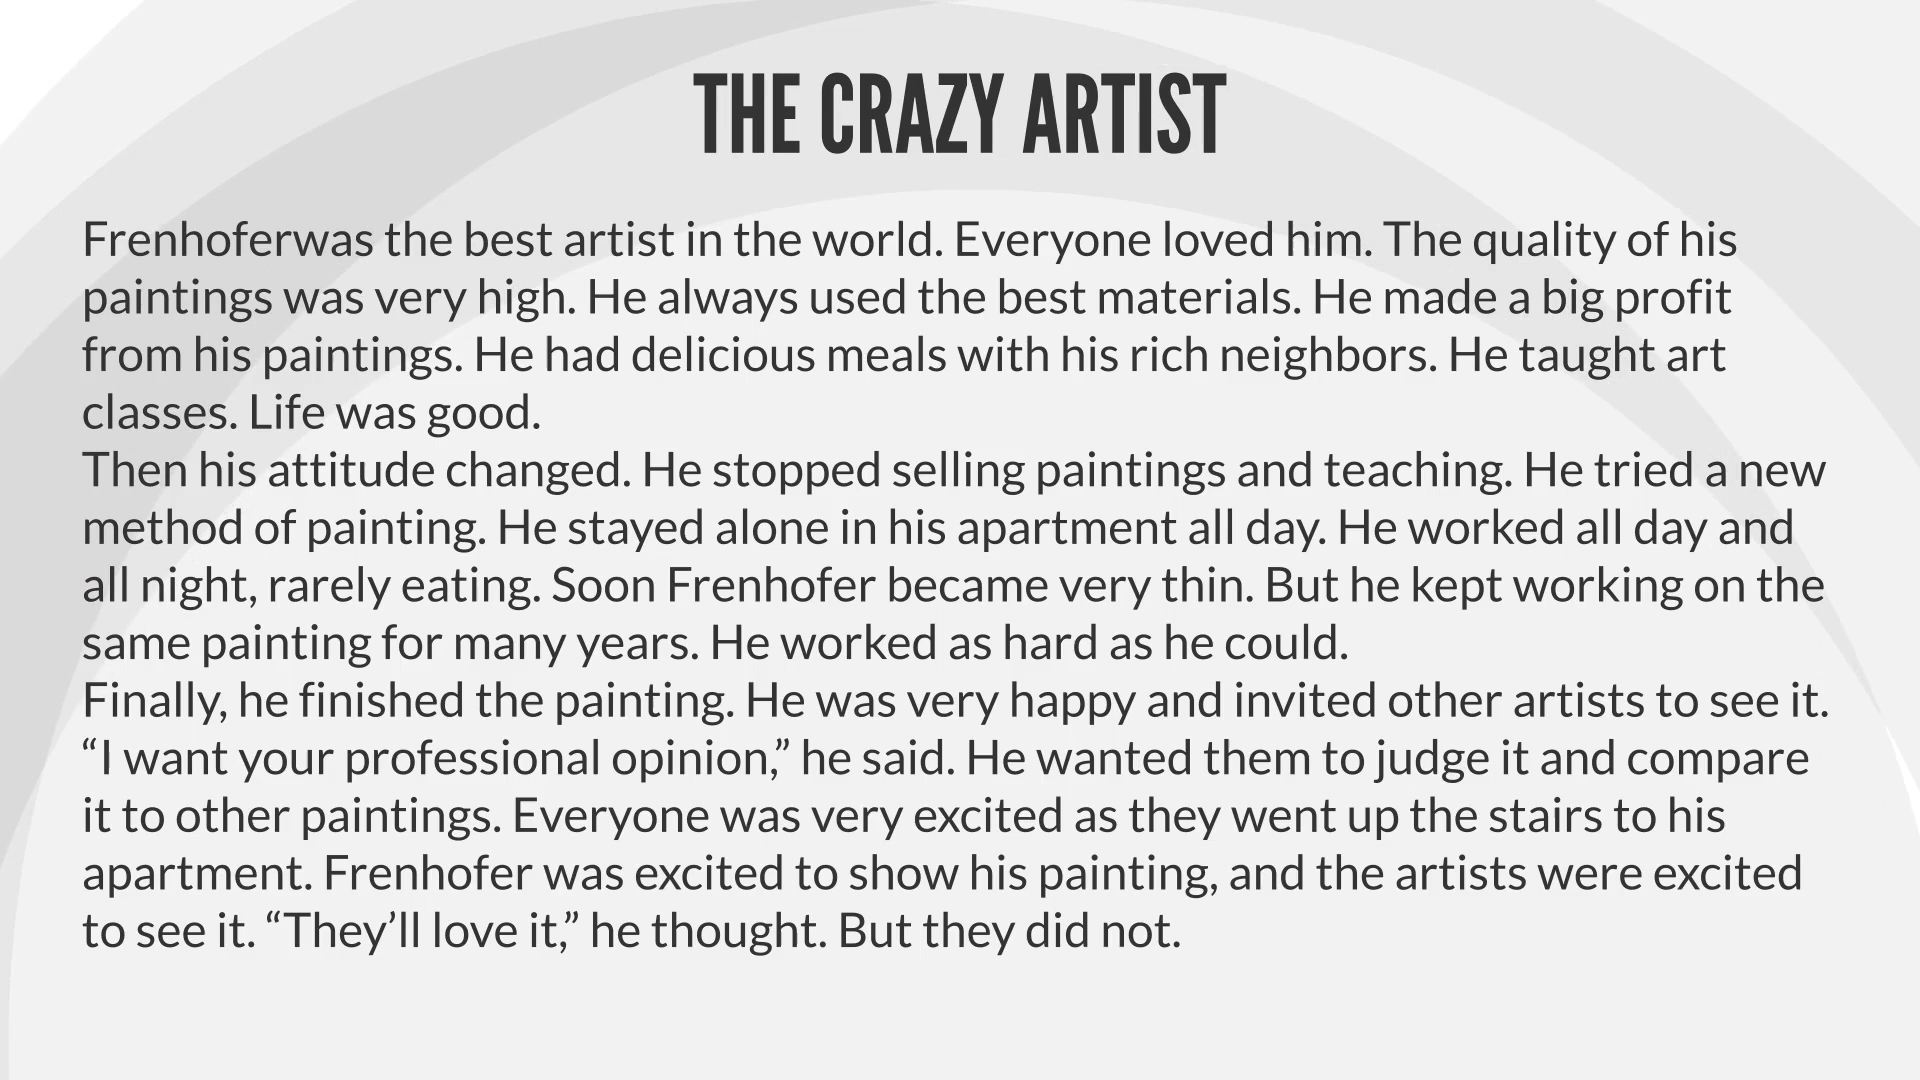 THE CRAZY ARTIST
Frenhoferwas the best artist in the world. Everyone loved him. The quality of his
paintings was very high. He always used the best materials. He made a big profit
from his paintings. He had delicious meals with his rich neighbors. He taught art
classes. Life was good.
Then his attitude changed. He stopped selling paintings and teaching. He tried a new
method of painting. He stayed alone in his apartment all day. He worked all day and
all night, rarely eating. Soon Frenhofer became very thin. But he kept working on the
same painting for many years. He worked as hard as he could.
Finally, he finished the painting. He was very happy and invited other artists to see it.
“I want your professional opinion,” he said. He wanted them to judge it and compare
it to other paintings. Everyone was very excited as they went up the stairs to his
apartment. Frenhofer was excited to show his painting, and the artists were excited
to see it. “They’ll love it,” he thought. But they did not.